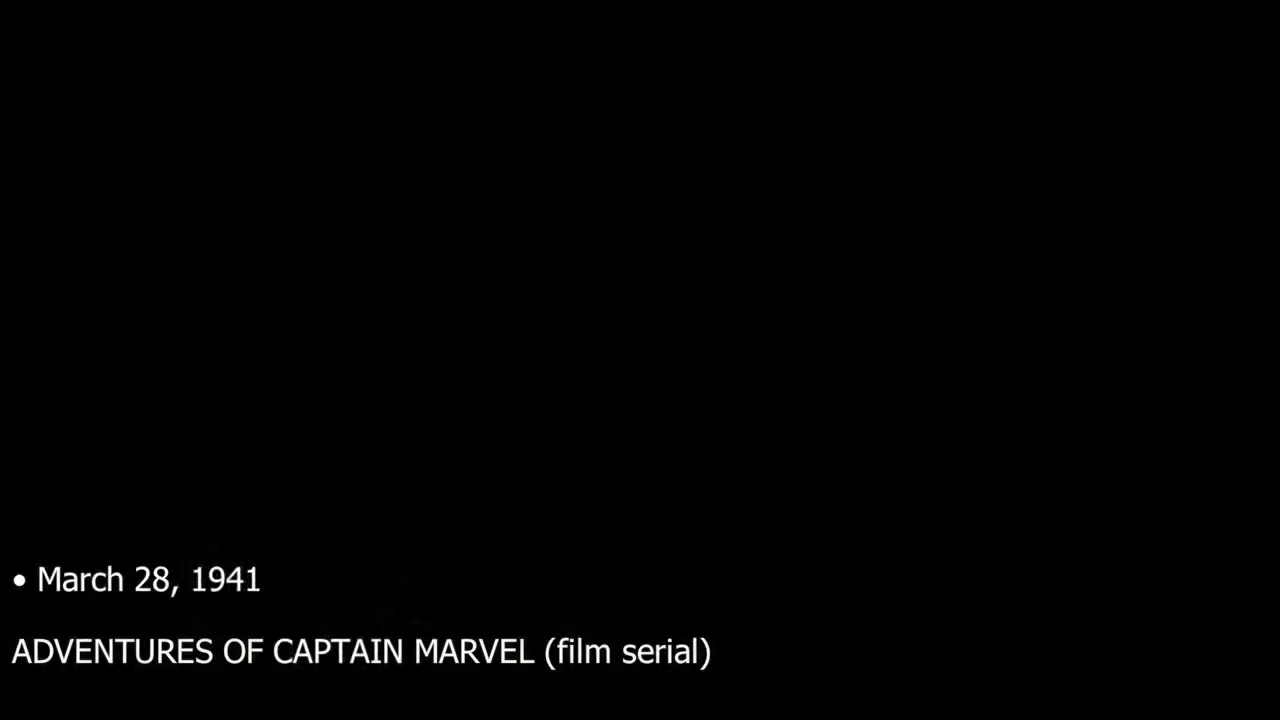 • March 28, 1941
ADVENTURES OF CAPTAIN MARVEL (film serial)